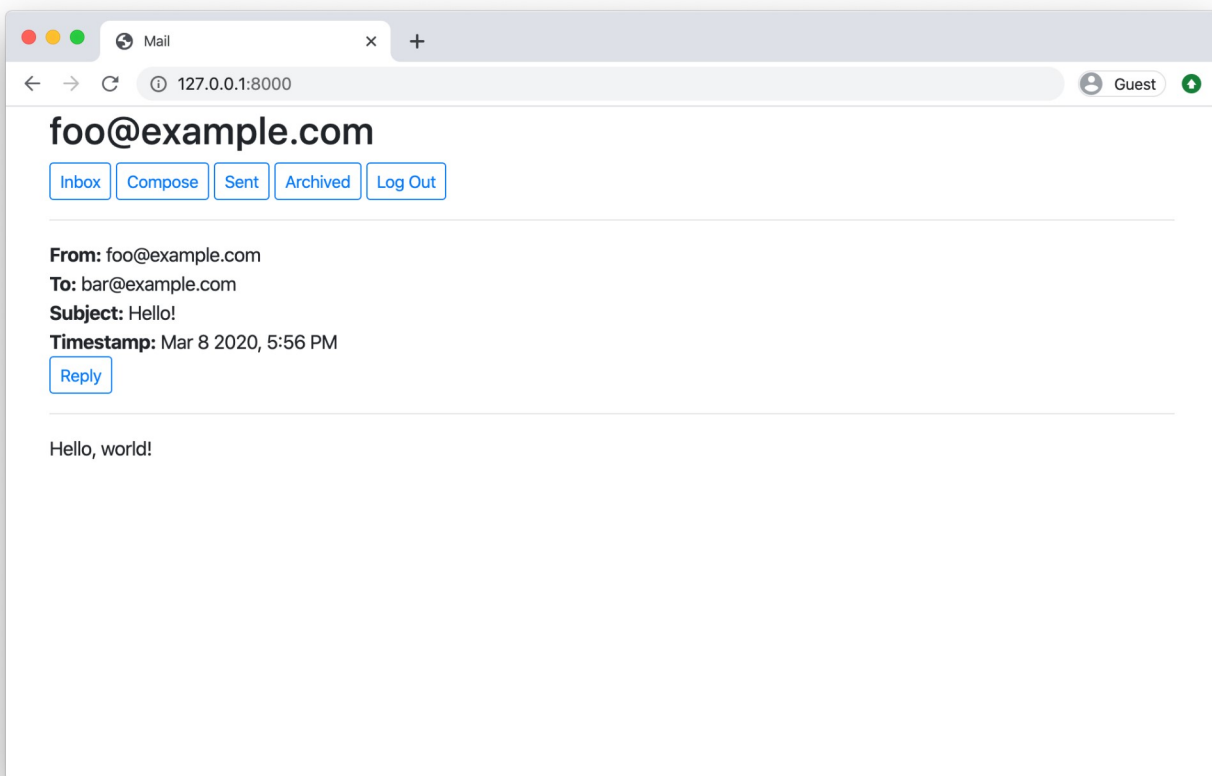 Mail
127.0.0.1:8000
Guest
foo@example.com
Inbox Compose Sent Archived Log Out
From: foo@example.com
To: bar@example.com
Subject: Hello!
Timestamp: Mar 8 2020, 5:56 PM
Reply
Hello, world!